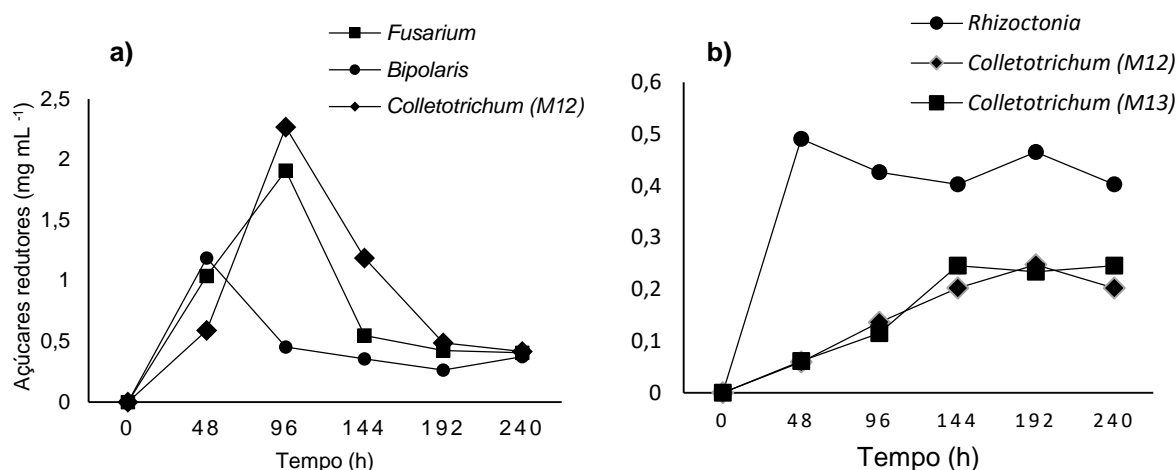 a)
Fusarium
Bipolaris
Colletotrichum (M12)
Açúcares redutores (mg mL ⁻¹)
2,5
2
1,5
1
0,5
0
0 48 96 144 192 240
Tempo (h)
b)
Rhizoctonia
Colletotrichum (M12)
Colletotrichum (M13)
0,6
0,5
0,4
0,3
0,2
0,1
0
0 48 96 144 192 240
Tempo (h)